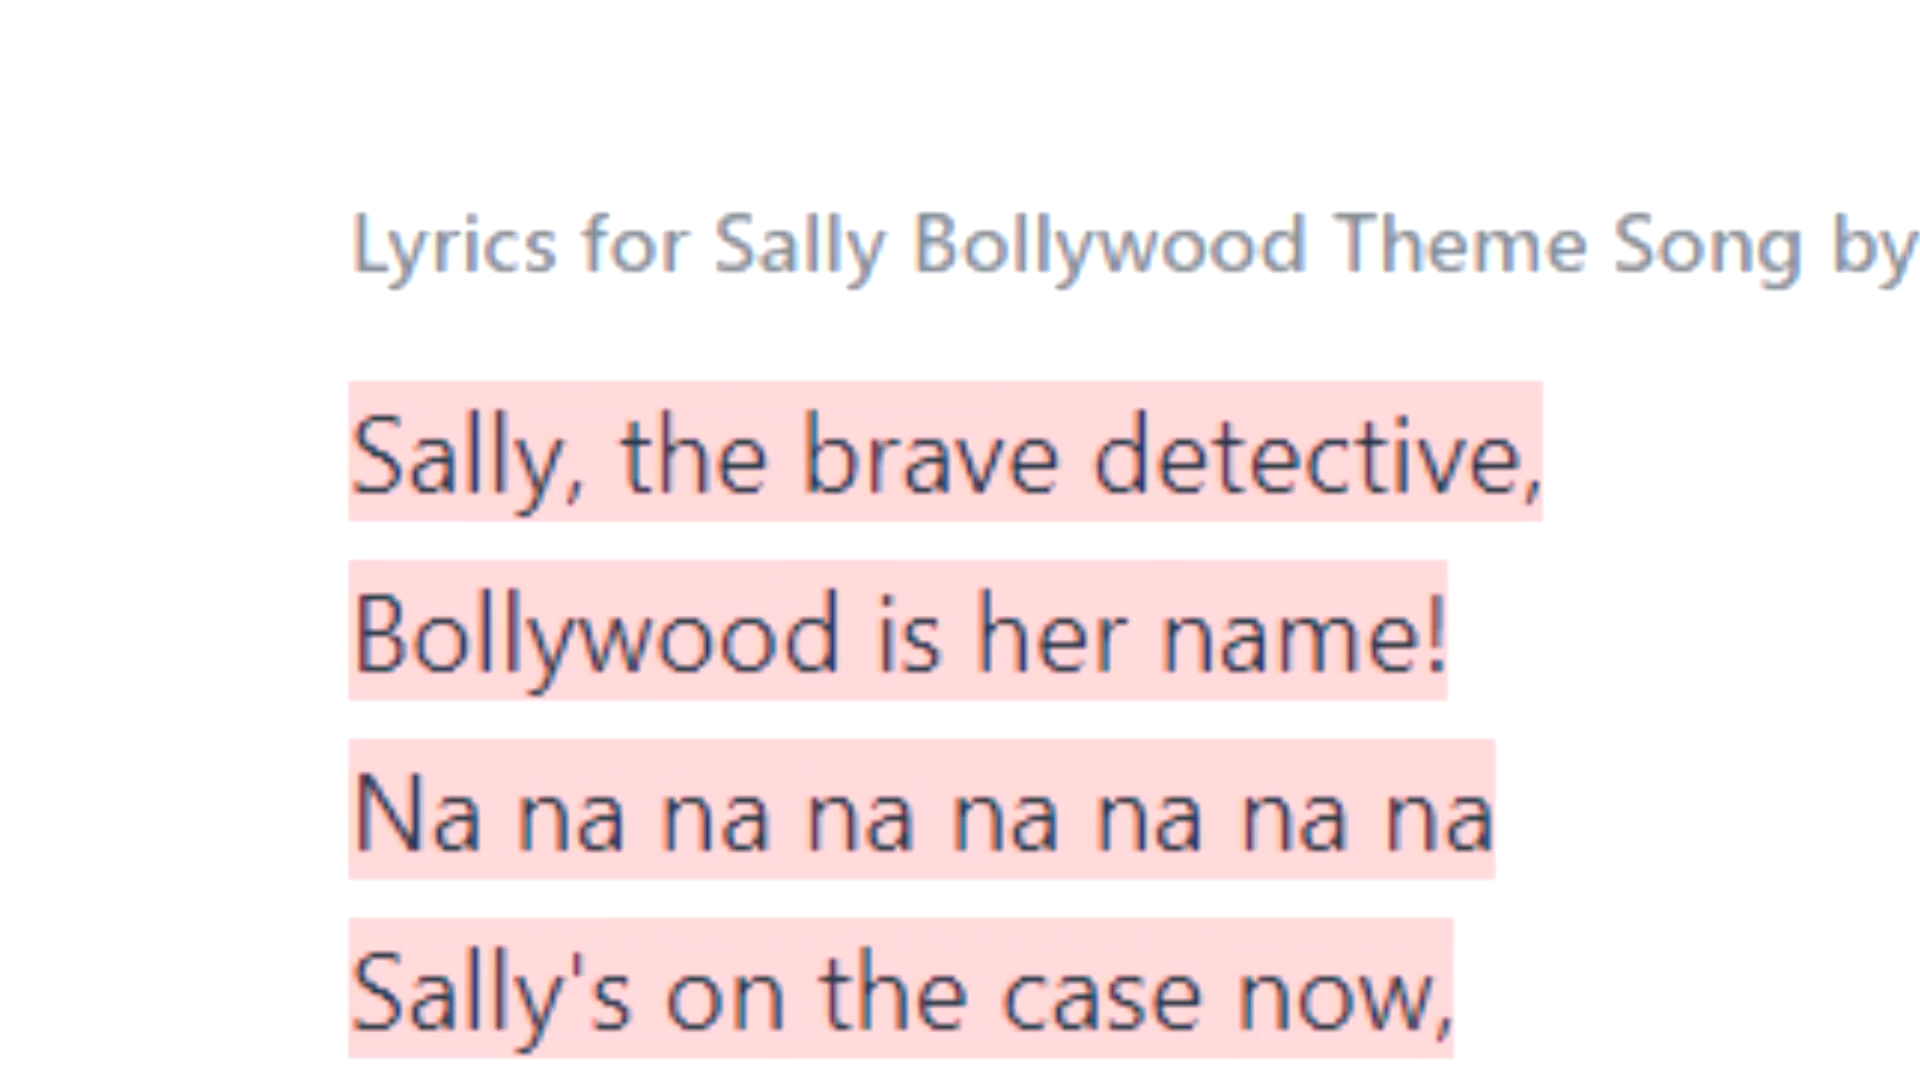 Lyrics for Sally Bollywood Theme Song by
Sally, the brave detective,
Bollywood is her name!
Na na na na na na na na
Sally's on the case now,